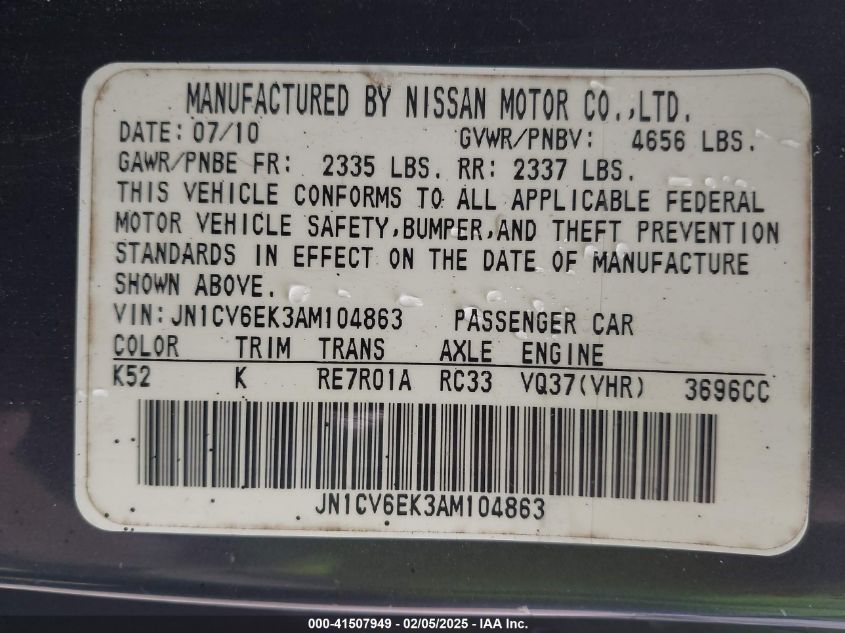 MANUFACTURED BY NISSAN MOTOR CO.,LTD.
DATE: 07/10 GVWR/PNBV: 4656 LBS.
GAWR/PNBE FR: 2335 LBS. RR: 2337 LBS.
THIS VEHICLE CONFORMS TO ALL APPLICABLE FEDERAL
MOTOR VEHICLE SAFETY,BUMPER,AND THEFT PREVENTION
STANDARDS IN EFFECT ON THE DATE OF MANUFACTURE
SHOWN ABOVE.
VIN: JN1CV6EK3AM104863 PASSENGER CAR
COLOR TRIM TRANS AXLE ENGINE
K52 K RE7R01A RC33 VQ37(VHR) 3696CC
JN1CV6EK3AM104863
000-41507949 - 02/05/2025 - © IAA, Inc.